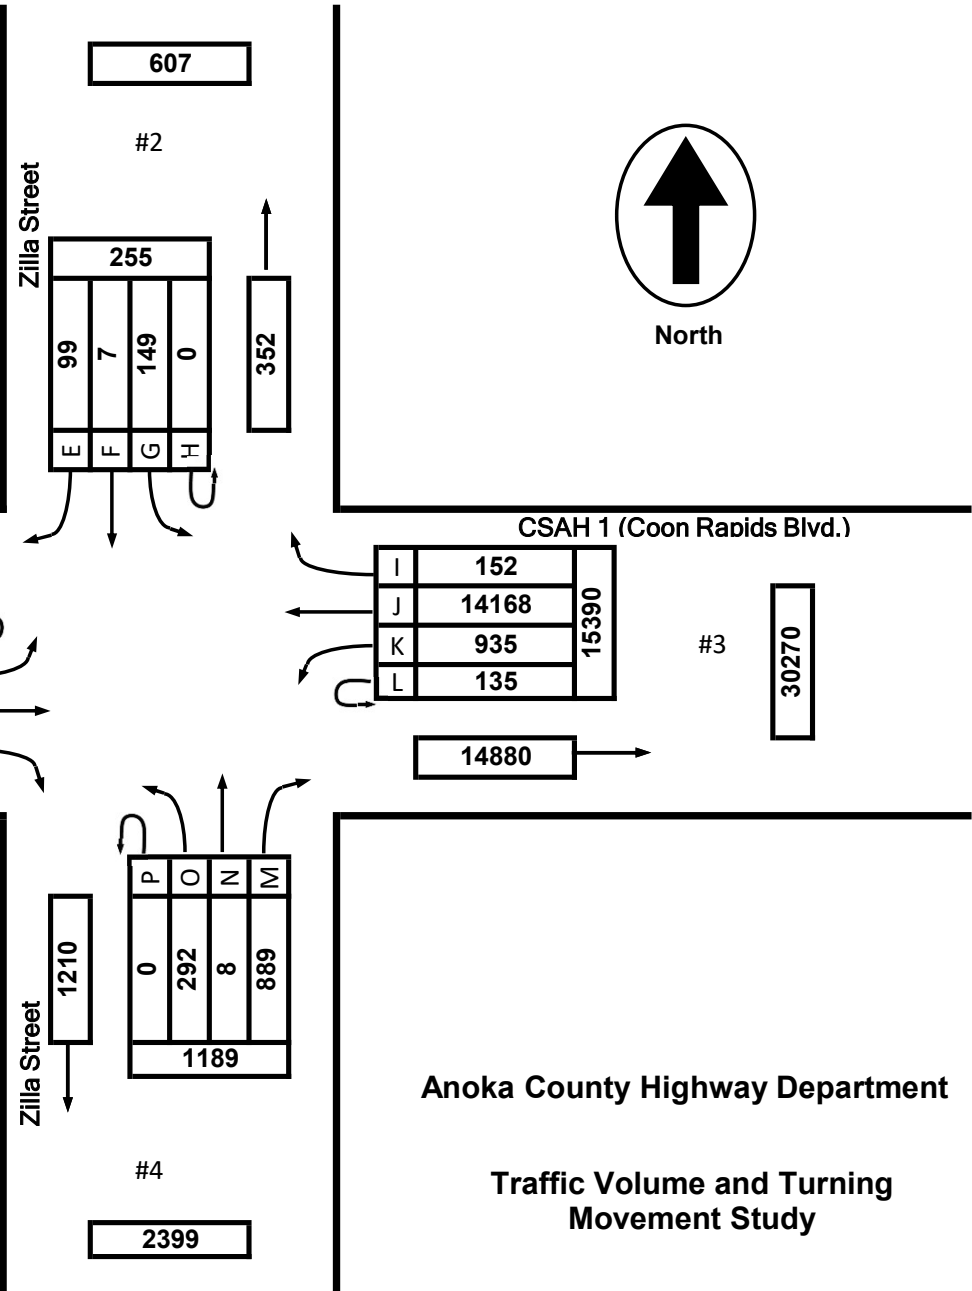 607
#2
Zilla Street
255
99
7
149
0
352
E
F
G
H
North
CSAH 1 (Coon Rapids Blvd.)
I
152
J
14168
K
935
L
135
15390
#3
30270
14880
P
O
N
M
0
292
8
889
1189
1210
Zilla Street
#4
2399
Anoka County Highway Department
Traffic Volume and Turning
Movement Study